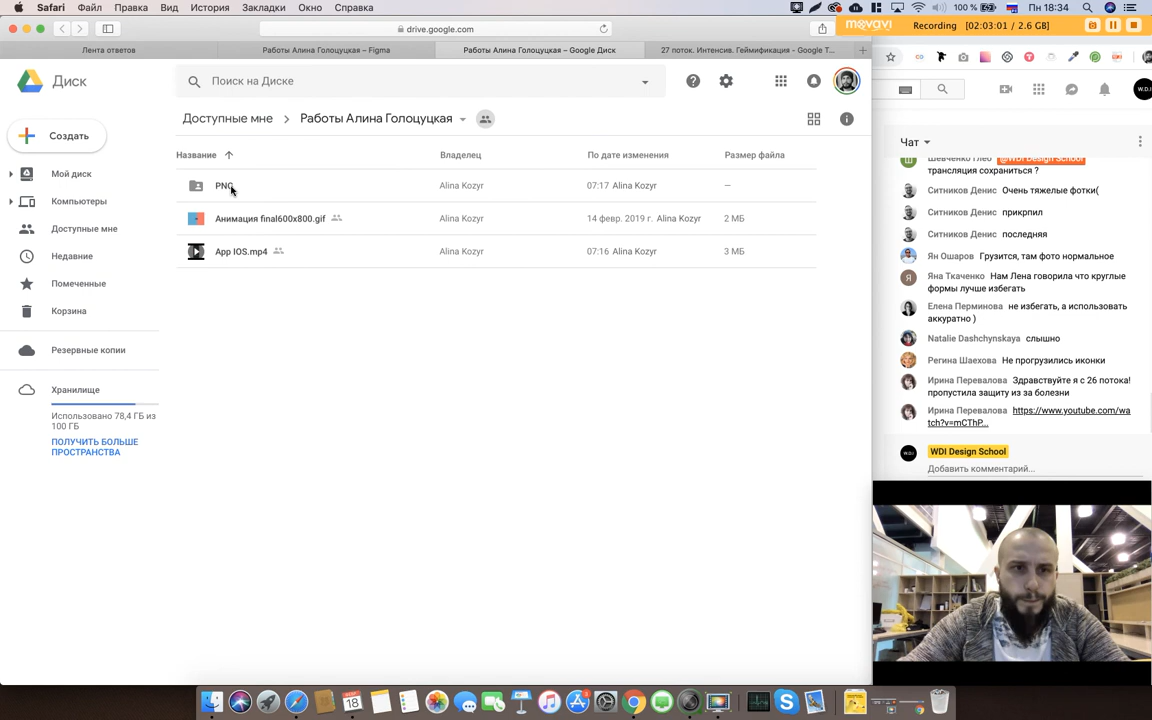 Safari Файл Правка Вид История Закладки Окно Справка
100 % Пн 18:34
drive.google.com
movavi Recording [02:03:01 / 2.6 GB]
Лента ответов
Работы Алина Голоцуцкая – Figma
Работы Алина Голоцуцкая – Google Диск
27 поток. Интенсив. Геймификация - Google Т...
Диск
Поиск на Диске
Создать
Доступные мне
Работы Алина Голоцуцкая
Название
Владелец
По дате изменения
Размер файла
PNG
Alina Kozyr
07:17 Alina Kozyr
–
Анимация final600x800.gif
Alina Kozyr
14 февр. 2019 г. Alina Kozyr
2 МБ
App IOS.mp4
Alina Kozyr
07:16 Alina Kozyr
3 МБ
Мой диск
Компьютеры
Доступные мне
Недавние
Помеченные
Корзина
Резервные копии
Хранилище
Использовано 78,4 ГБ из
100 ГБ
ПОЛУЧИТЬ БОЛЬШЕ
ПРОСТРАНСТВА
W.D.I
Чат
Шевченко Глеб @WDI Design School
трансляция сохраниться ?
Ситников Денис Очень тяжелые фотки(
Ситников Денис прикрпил
Ситников Денис последняя
Ян Ошаров Грузится, там фото нормальное
Яна Ткаченко Нам Лена говорила что круглые
формы лучше избегать
Елена Перминова не избегать, а использовать
аккуратно )
Natalie Dashchynskaya слышно
Регина Шаехова Не прогрузились иконки
Ирина Перевалова Здравствуйте я с 26 потока!
пропустила защиту из за болезни
Ирина Перевалова https://www.youtube.com/wa
tch?v=mCThP...
WDI Design School
Добавить комментарий...